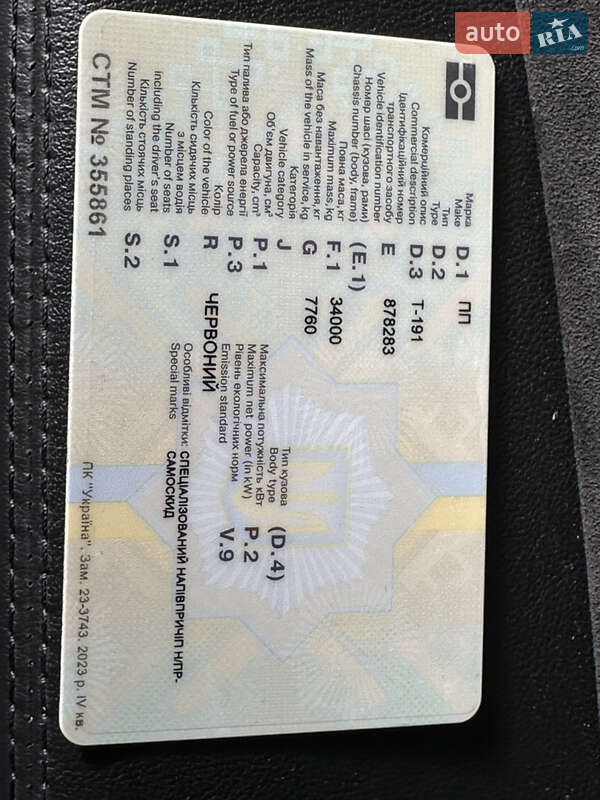 auto RIA.com
Марка D.1 ПП
Make
Тип D.2
Type
Комерційний опис D.3 Т-191
Commercial description
Ідентифікаційний номер E 878283
транспортного засобу
Vehicle identification number
Номер шасі (кузова, рами) (E.1)
Chassis number (body, frame)
Повна маса, кг F.1 34000
Maximum mass, kg
Маса без навантаження, кг G 7760
Mass of the vehicle in service, kg
Категорія J
Vehicle category
Тип кузова (D.4)
Body type
Об'єм двигуна, см³ P.1
Capacity, cm³
Максимальна потужність кВт P.2
Maximum net power (in kW)
Тип палива або джерела енергії P.3
Type of fuel or power source
Рівень екологічних норм V.9
Emission standard
Колір R ЧЕРВОНИЙ
Color of the vehicle
Кількість сидячих місць S.1
з місцем водія
Number of seats
including the driver's seat
Особливі відмітки: СПЕЦІАЛІЗОВАНИЙ НАПІВПРИЧІП Н/ПР-
Special marks САМОСКИД
Кількість стоячих місць S.2
Number of standing places
СТМ № 355861
ПК "Україна". Зам. 23-3743. 2023 р. IV кв.